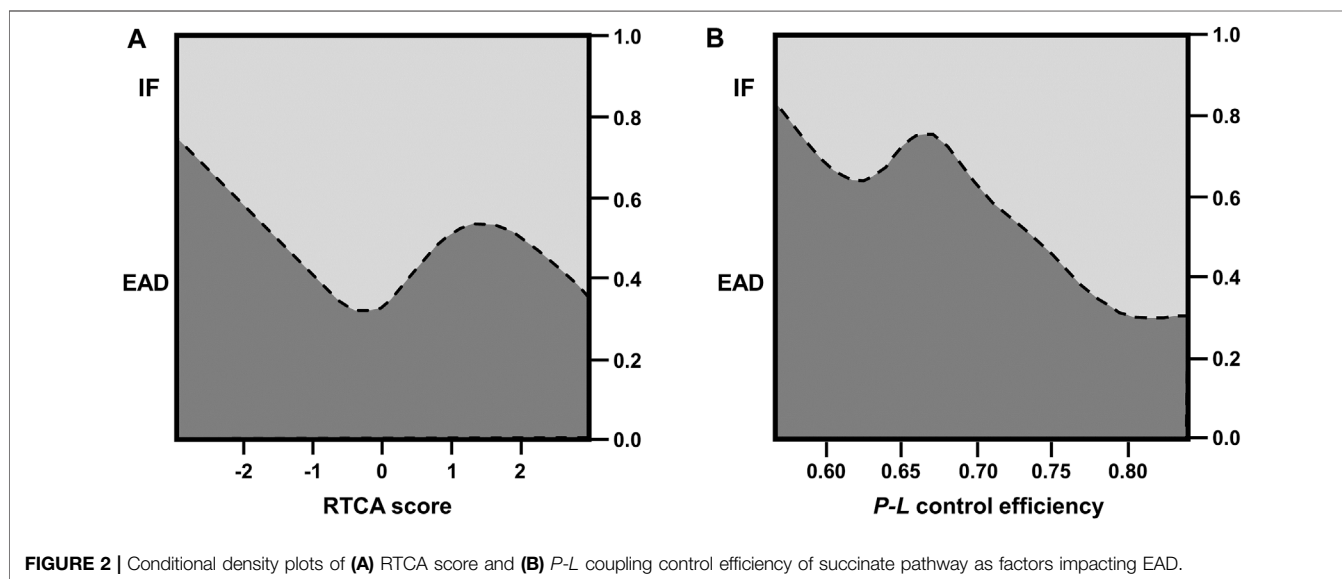 A
IF
EAD
1.0
0.8
0.6
0.4
0.2
0.0
-2 -1 0 1 2
RTCA score
B
IF
EAD
1.0
0.8
0.6
0.4
0.2
0.0
0.60 0.65 0.70 0.75 0.80
P-L control efficiency
FIGURE 2 | Conditional density plots of (A) RTCA score and (B) P-L coupling control efficiency of succinate pathway as factors impacting EAD.